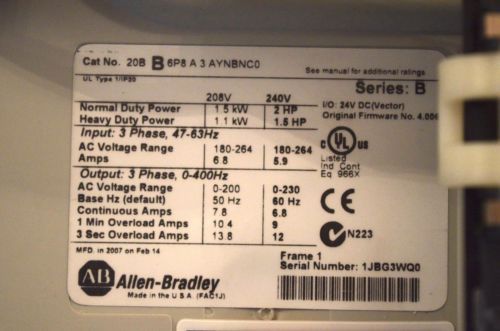 Cat No. 20B B 6P8 A 3 AYNBNC0
UL Type 1/IP20
See manual for additional ratings
Series: B
208V 240V
Normal Duty Power 1.5 kW 2 HP
Heavy Duty Power 1.1 kW 1.5 HP
I/O: 24V DC(Vector)
Original Firmware No. 4.006
Input: 3 Phase, 47-63Hz
AC Voltage Range 180-264 180-264
Amps 6.8 5.9
Output: 3 Phase, 0-400Hz
AC Voltage Range 0-200 0-230
Base Hz (default) 50 Hz 60 Hz
Continuous Amps 7.8 6.8
1 Min Overload Amps 10.4 9
3 Sec Overload Amps 13.8 12
C UL US
Listed
Ind Cont
Eq 966X
CE
N223
MFD. in 2007 on Feb 14
Frame 1
Serial Number: 1JBG3WQ0
AB Allen-Bradley
Made in the U.S.A. (FAC1J)